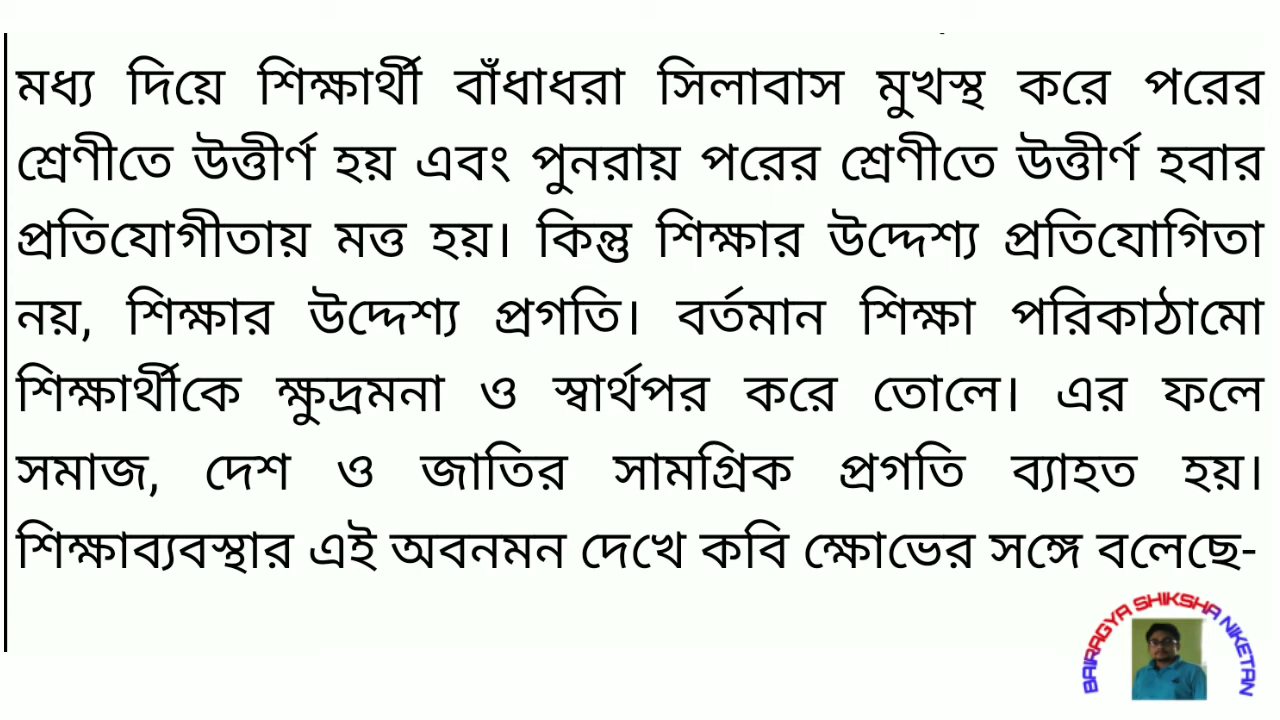 মধ্য দিয়ে শিক্ষার্থী বাঁধাধরা সিলাবাস মুখস্থ করে পরের
শ্রেণীতে উত্তীর্ণ হয় এবং পুনরায় পরের শ্রেণীতে উত্তীর্ণ হবার
প্রতিযোগীতায় মত্ত হয়। কিন্তু শিক্ষার উদ্দেশ্য প্রতিযোগিতা
নয়, শিক্ষার উদ্দেশ্য প্রগতি। বর্তমান শিক্ষা পরিকাঠামো
শিক্ষার্থীকে ক্ষুদ্রমনা ও স্বার্থপর করে তোলে। এর ফলে
সমাজ, দেশ ও জাতির সামগ্রিক প্রগতি ব্যাহত হয়।
শিক্ষাব্যবস্থার এই অবনমন দেখে কবি ক্ষোভের সঙ্গে বলেছে-
BAIRAGYA SHIKSHA NIKETAN